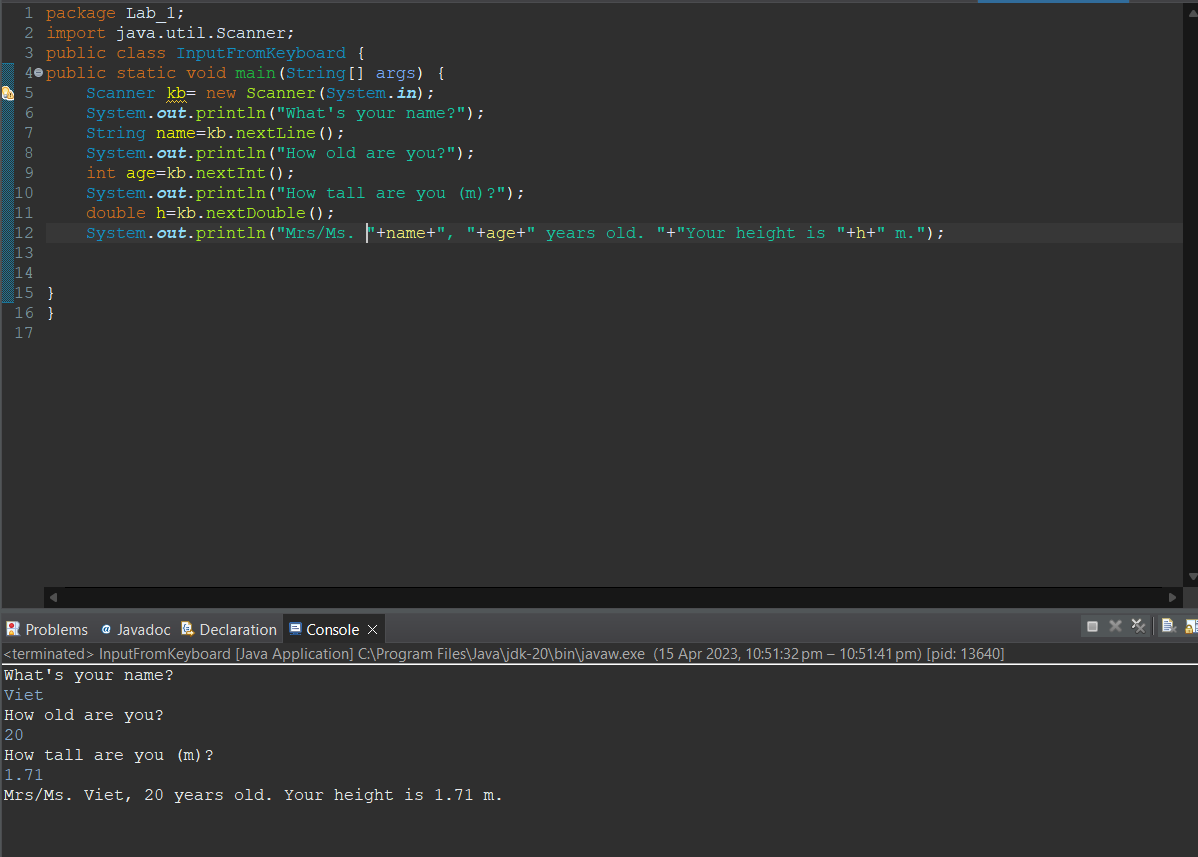 1 package Lab_1;
2 import java.util.Scanner;
3 public class InputFromKeyboard {
4 public static void main(String[] args) {
5     Scanner kb= new Scanner(System.in);
6     System.out.println("What's your name?");
7     String name=kb.nextLine();
8     System.out.println("How old are you?");
9     int age=kb.nextInt();
10     System.out.println("How tall are you (m)?");
11     double h=kb.nextDouble();
12     System.out.println("Mrs/Ms. "+name+", "+age+" years old. "+"Your height is "+h+" m.");
13
14
15 }
16 }
17
Problems Javadoc Declaration Console
<terminated> InputFromKeyboard [Java Application] C:\Program Files\Java\jdk-20\bin\javaw.exe (15 Apr 2023, 10:51:32 pm – 10:51:41 pm) [pid: 13640]
What's your name?
Viet
How old are you?
20
How tall are you (m)?
1.71
Mrs/Ms. Viet, 20 years old. Your height is 1.71 m.